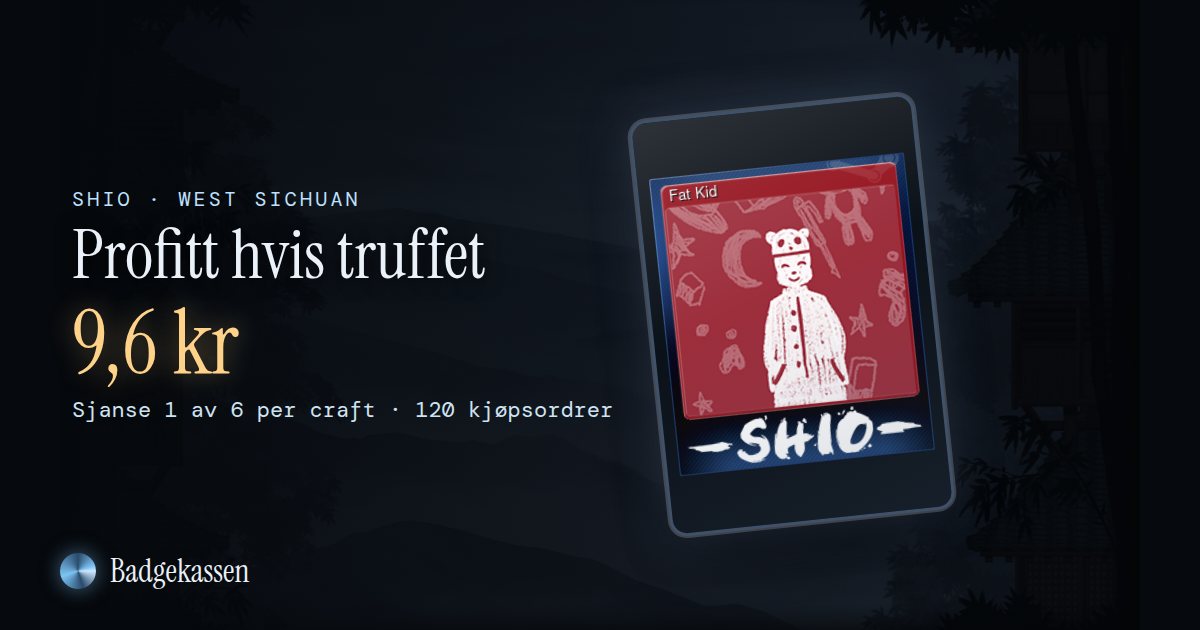 SHIO · WEST SICHUAN
Profitt hvis truffet
9,6 kr
Sjanse 1 av 6 per craft · 120 kjøpsordrer
Fat Kid
SHIO
Badgekassen